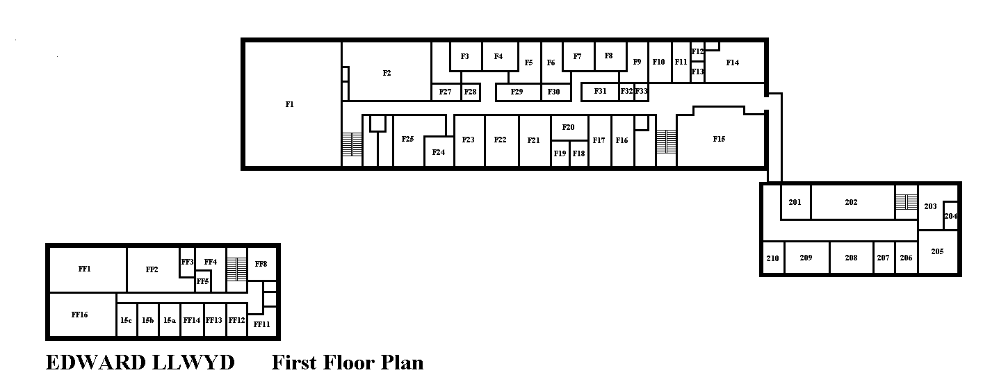 F3 F4 F7 F8 F12
F2 F5 F6 F9 F10 F11 F14
F13
F27 F28 F29 F30 F31 F32 F33
F1
F20
F25 F23 F22 F21 F17 F16 F15
F24 F19 F18
201 202 203
204
205
210 209 208 207 206
FF1 FF2 FF3 FF4 FF8
FF5
FF16
15c 15b 15a FF14 FF13 FF12 FF11
EDWARD LLWYD First Floor Plan